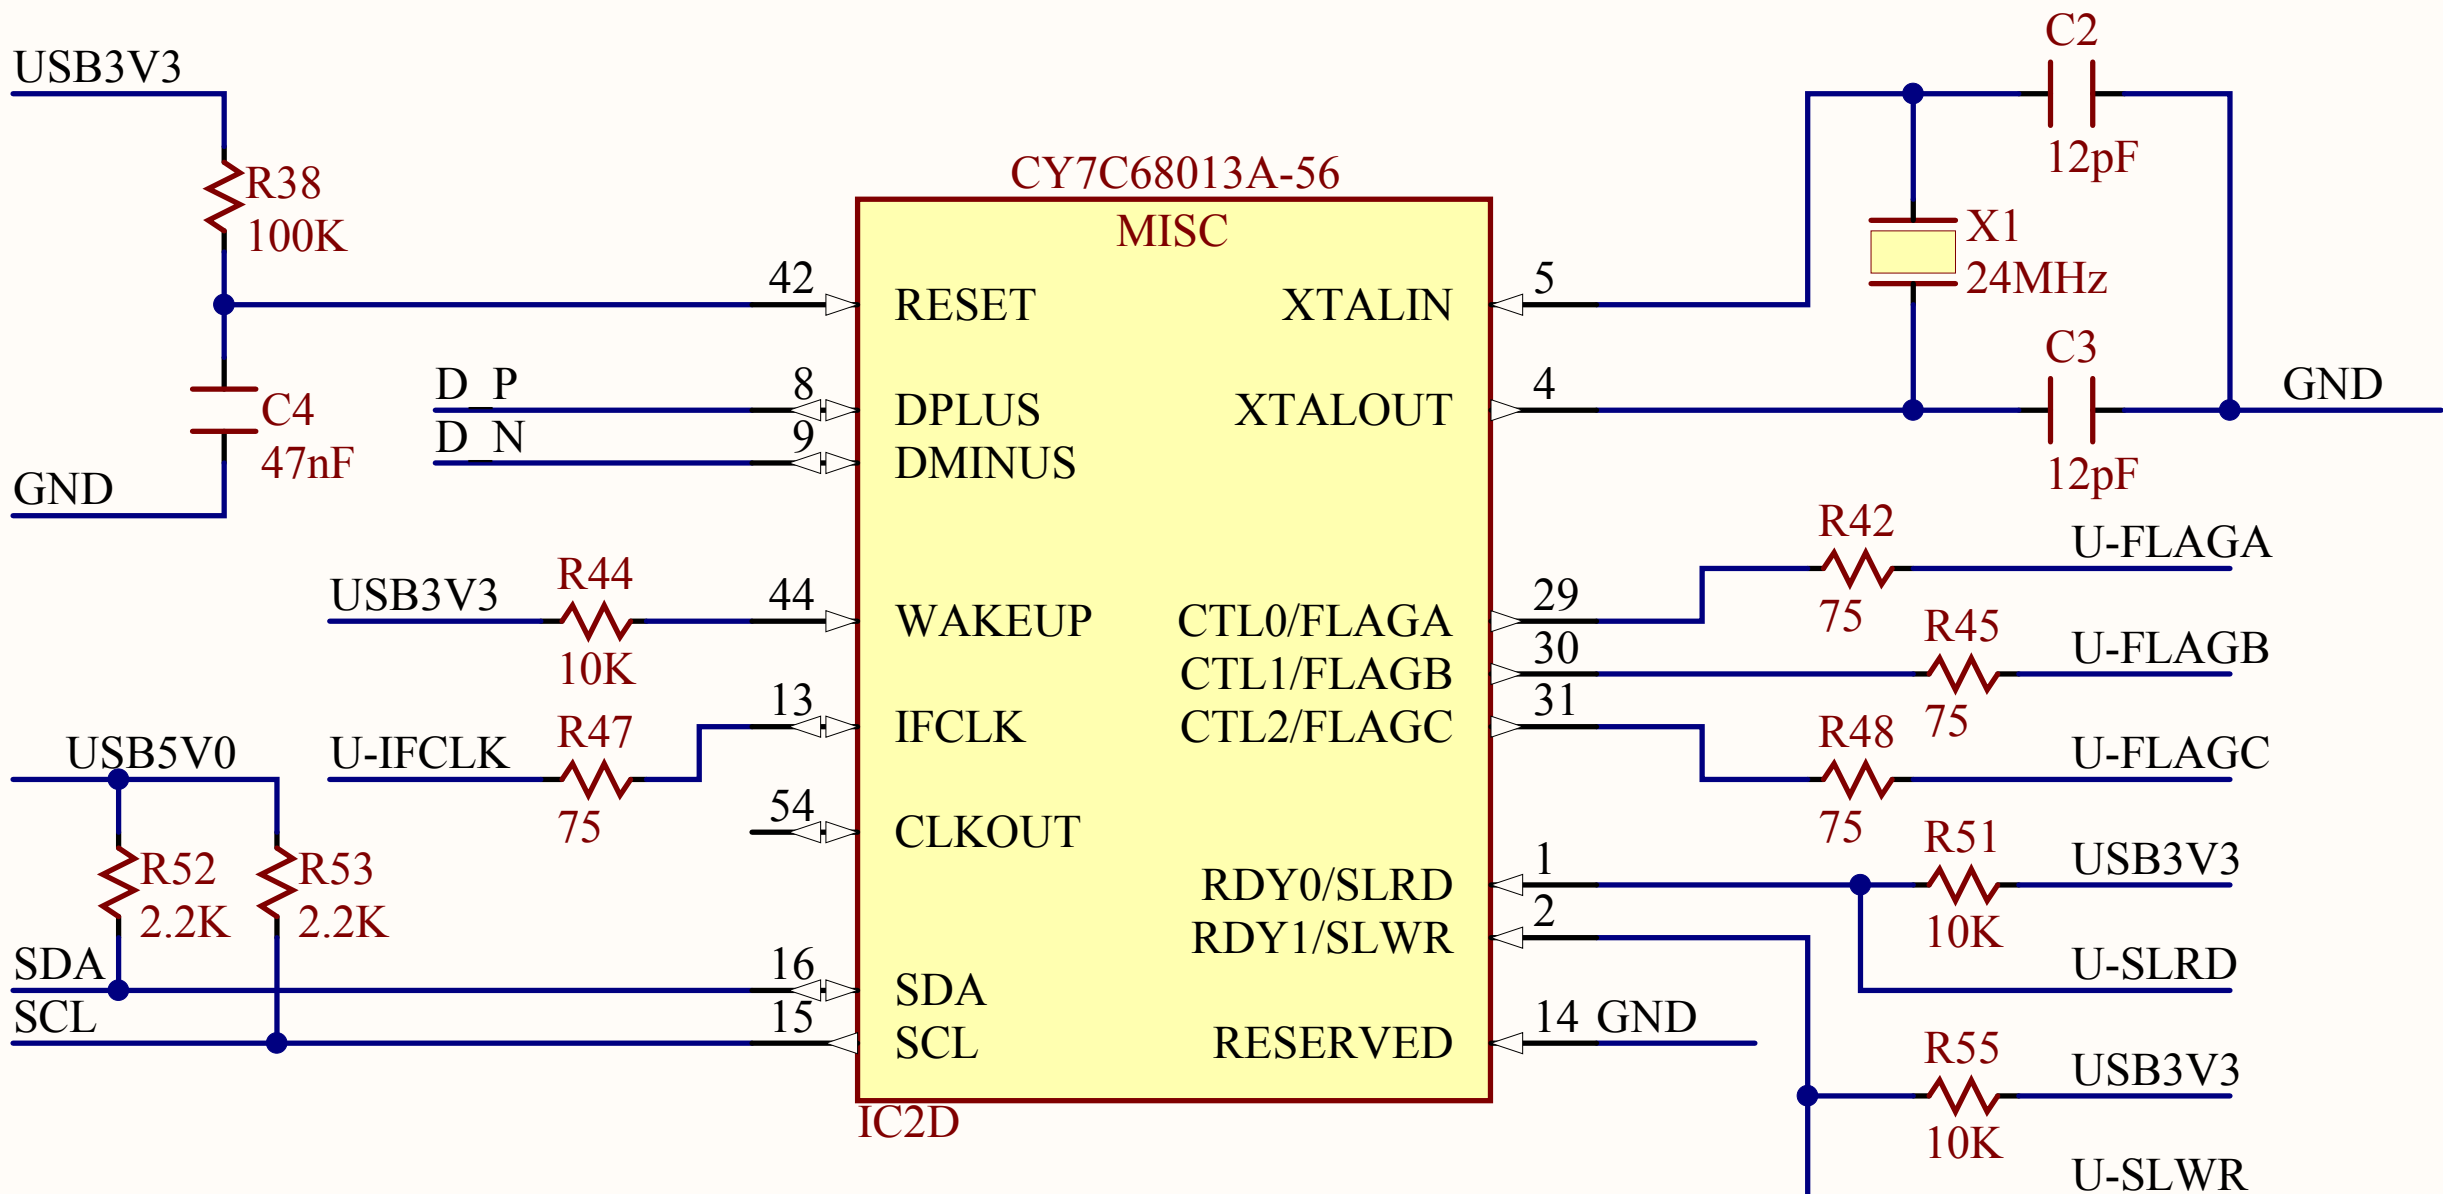 USB3V3
R38
100K
C4
47nF
GND
D_P
D_N
USB3V3
R44
10K
USB5V0
U-IFCLK
R47
75
R52
2.2K
R53
2.2K
SDA
SCL
CY7C68013A-56
MISC
42
RESET
8
DPLUS
9
DMINUS
44
WAKEUP
13
IFCLK
54
CLKOUT
16
SDA
15
SCL
IC2D
5
XTALIN
4
XTALOUT
29
CTL0/FLAGA
30
CTL1/FLAGB
31
CTL2/FLAGC
1
RDY0/SLRD
2
RDY1/SLWR
14 GND
RESERVED
C2
12pF
X1
24MHz
C3
12pF
GND
R42
75
U-FLAGA
R45
75
U-FLAGB
R48
75
U-FLAGC
R51
10K
USB3V3
U-SLRD
R55
10K
USB3V3
U-SLWR